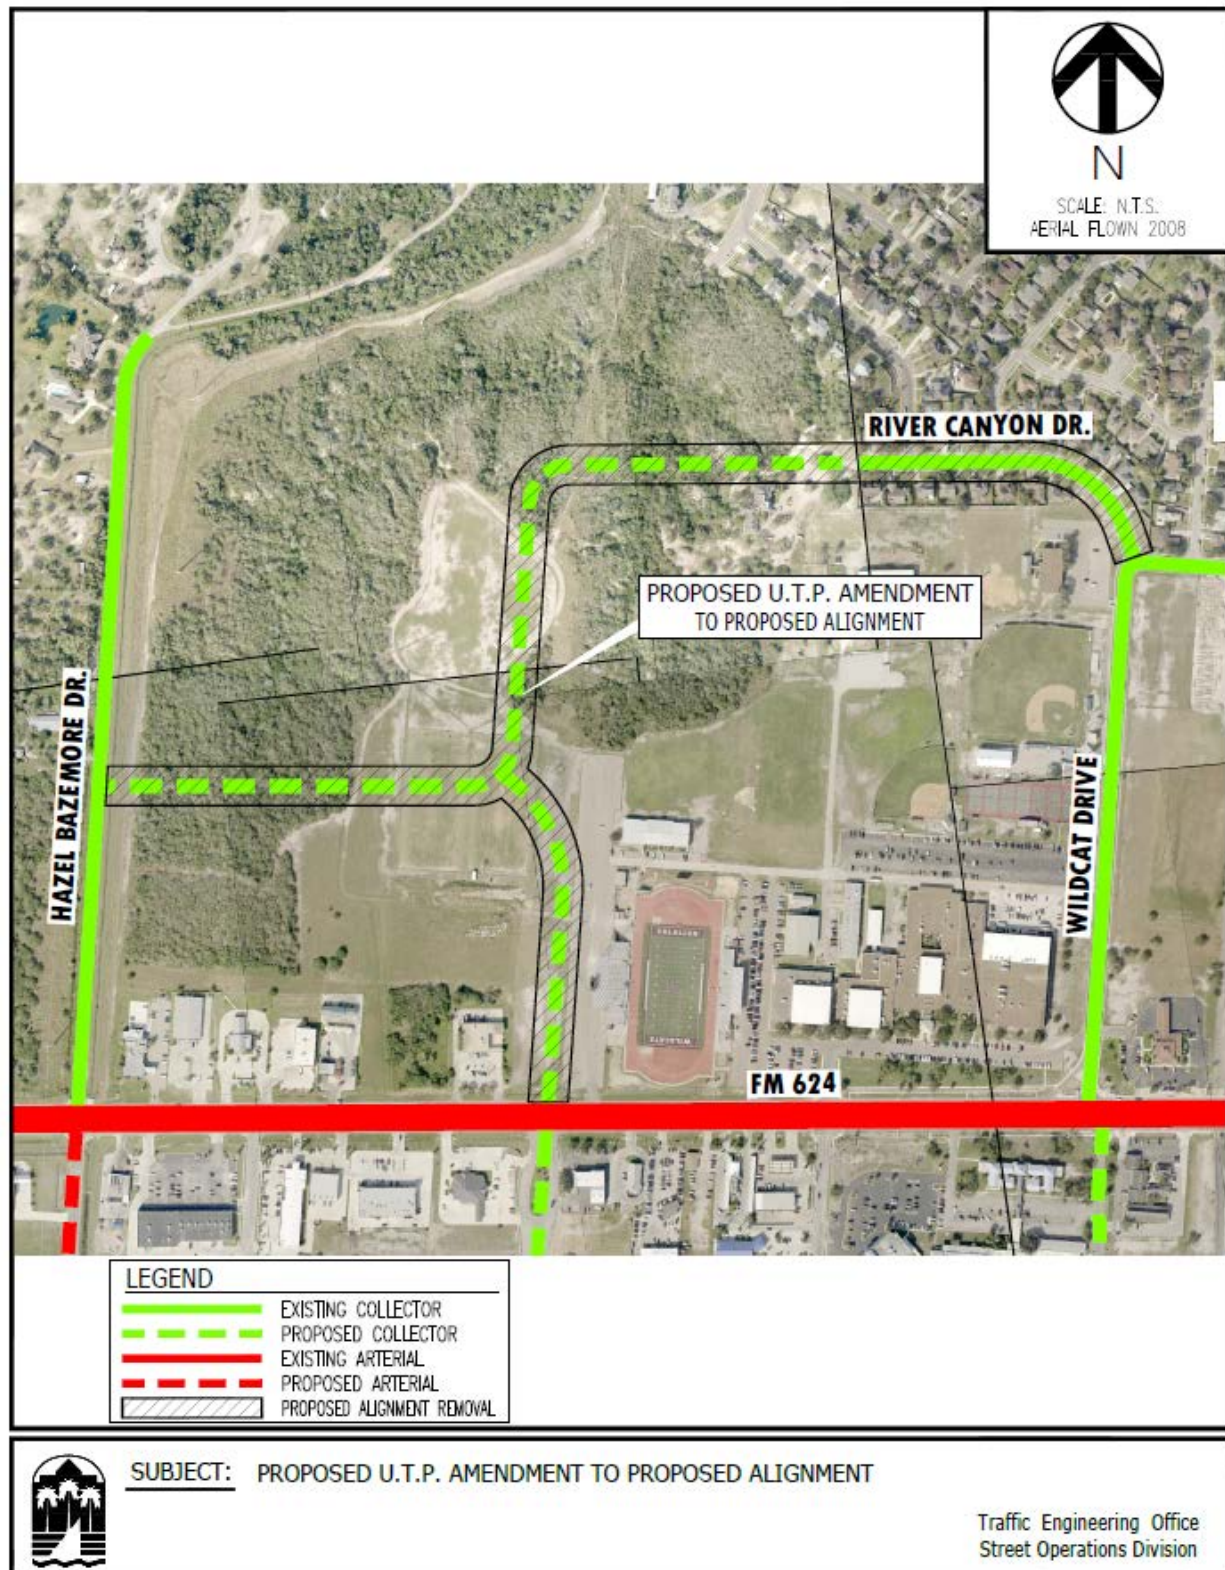 N
SCALE: N.T.S.
AERIAL FLOWN 2008
RIVER CANYON DR.
PROPOSED U.T.P. AMENDMENT
TO PROPOSED ALIGNMENT
HAZEL BAZEMORE DR.
WILDCAT DRIVE
WILDCATS
FM 624
LEGEND
EXISTING COLLECTOR
PROPOSED COLLECTOR
EXISTING ARTERIAL
PROPOSED ARTERIAL
PROPOSED ALIGNMENT REMOVAL
SUBJECT: PROPOSED U.T.P. AMENDMENT TO PROPOSED ALIGNMENT
Traffic Engineering Office
Street Operations Division